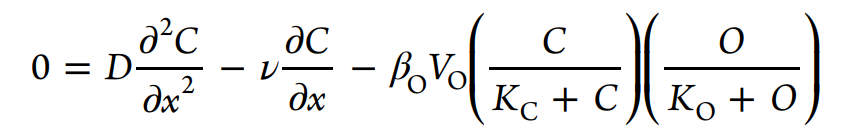 0 = D ∂²C/∂x² − ν ∂C/∂x − β_O V_O (C/(K_C + C)) (O/(K_O + O))